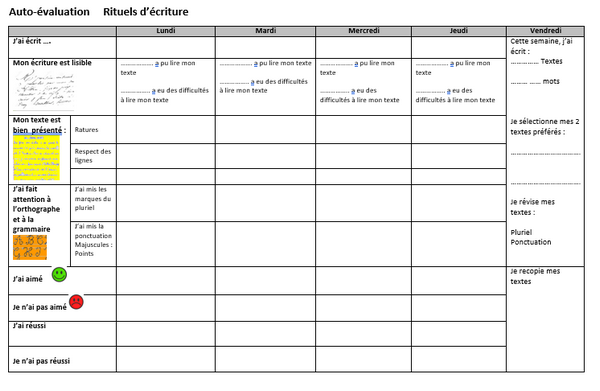 Auto-évaluation Rituels d’écriture
Lundi Mardi Mercredi Jeudi Vendredi
J’ai écrit ….
Mon écriture est lisible
………………. a pu lire mon
texte
……………. a eu des difficultés
à lire mon texte
………………. a pu lire mon texte
……………. a eu des difficultés
à lire mon texte
………………. a pu lire mon
texte
……………. a eu des
difficultés à lire mon texte
………………. a pu lire mon
texte
……………. a eu des
difficultés à lire mon texte
Cette semaine, j’ai
écrit :
…………… Textes
……… …… mots
Mon texte est
bien présenté :
Ratures
Respect des
lignes
Je sélectionne mes 2
textes préférés :
……………………………….
……………………………….
J’ai fait
attention à
l’orthographe
et à la
grammaire
J’ai mis les
marques du
pluriel
J’ai mis la
ponctuation
Majuscules :
Points
Je révise mes
textes :
Pluriel
Ponctuation
J’ai aimé
Je n’ai pas aimé
J’ai réussi
Je n’ai pas réussi
Je recopie mes
textes